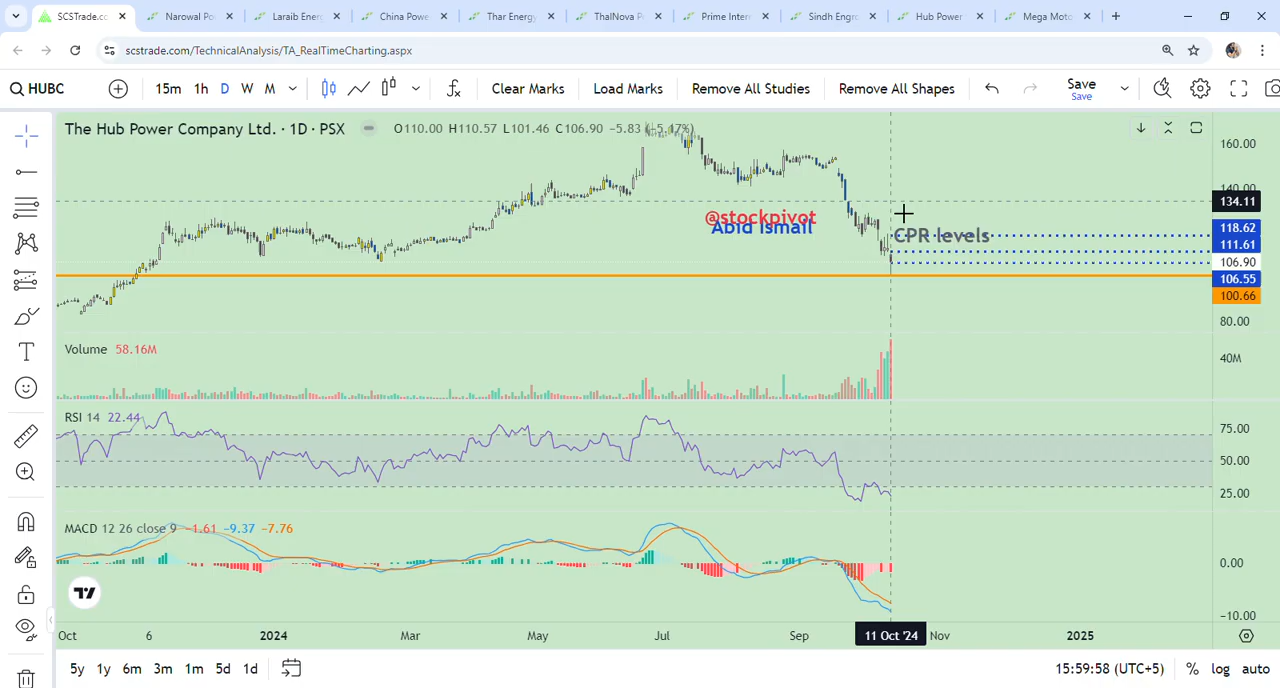 SCSTrade.co
Narowal Po
Laraib Ener
China Powe
Thar Energy
ThalNova P
Prime Inter
Sindh Engr
Hub Power
Mega Moto
scstrade.com/TechnicalAnalysis/TA_RealTimeCharting.aspx
HUBC
15m 1h D W M
Clear Marks
Load Marks
Remove All Studies
Remove All Shapes
Save
Save
The Hub Power Company Ltd. · 1D · PSX
O110.00 H110.57 L101.46 C106.90 −5.83 (−5.17%)
160.00
140.00
134.11
@stockpivot
Abid Ismail
CPR levels
118.62
111.61
106.90
106.55
100.66
80.00
Volume 58.16M
40M
RSI 14 22.44
75.00
50.00
25.00
MACD 12 26 close 9 −1.61 −9.37 −7.76
0.00
−10.00
Oct 6 2024 Mar May Jul Sep 11 Oct '24 Nov 2025
5y 1y 6m 3m 1m 5d 1d
15:59:58 (UTC+5) % log auto